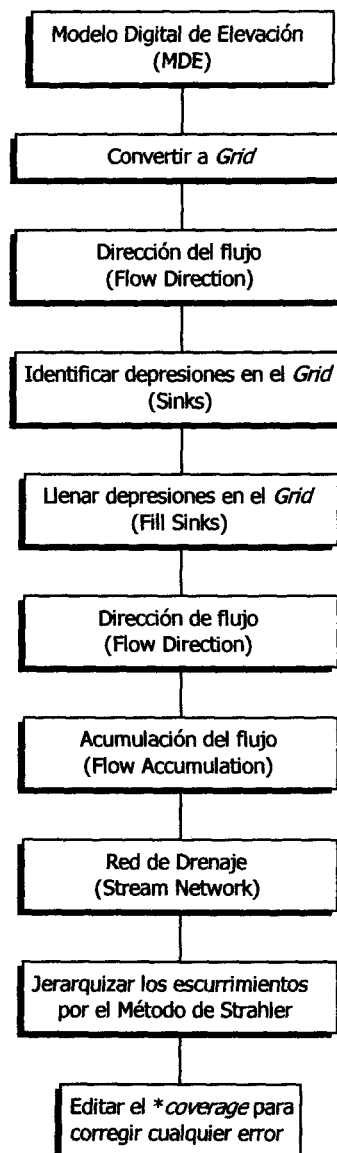 Modelo Digital de Elevación
(MDE)
Convertir a Grid
Dirección del flujo
(Flow Direction)
Identificar depresiones en el Grid
(Sinks)
Llenar depresiones en el Grid
(Fill Sinks)
Dirección de flujo
(Flow Direction)
Acumulación del flujo
(Flow Accumulation)
Red de Drenaje
(Stream Network)
Jerarquizar los escurrimientos
por el Método de Strahler
Editar el *coverage para
corregir cualquier error